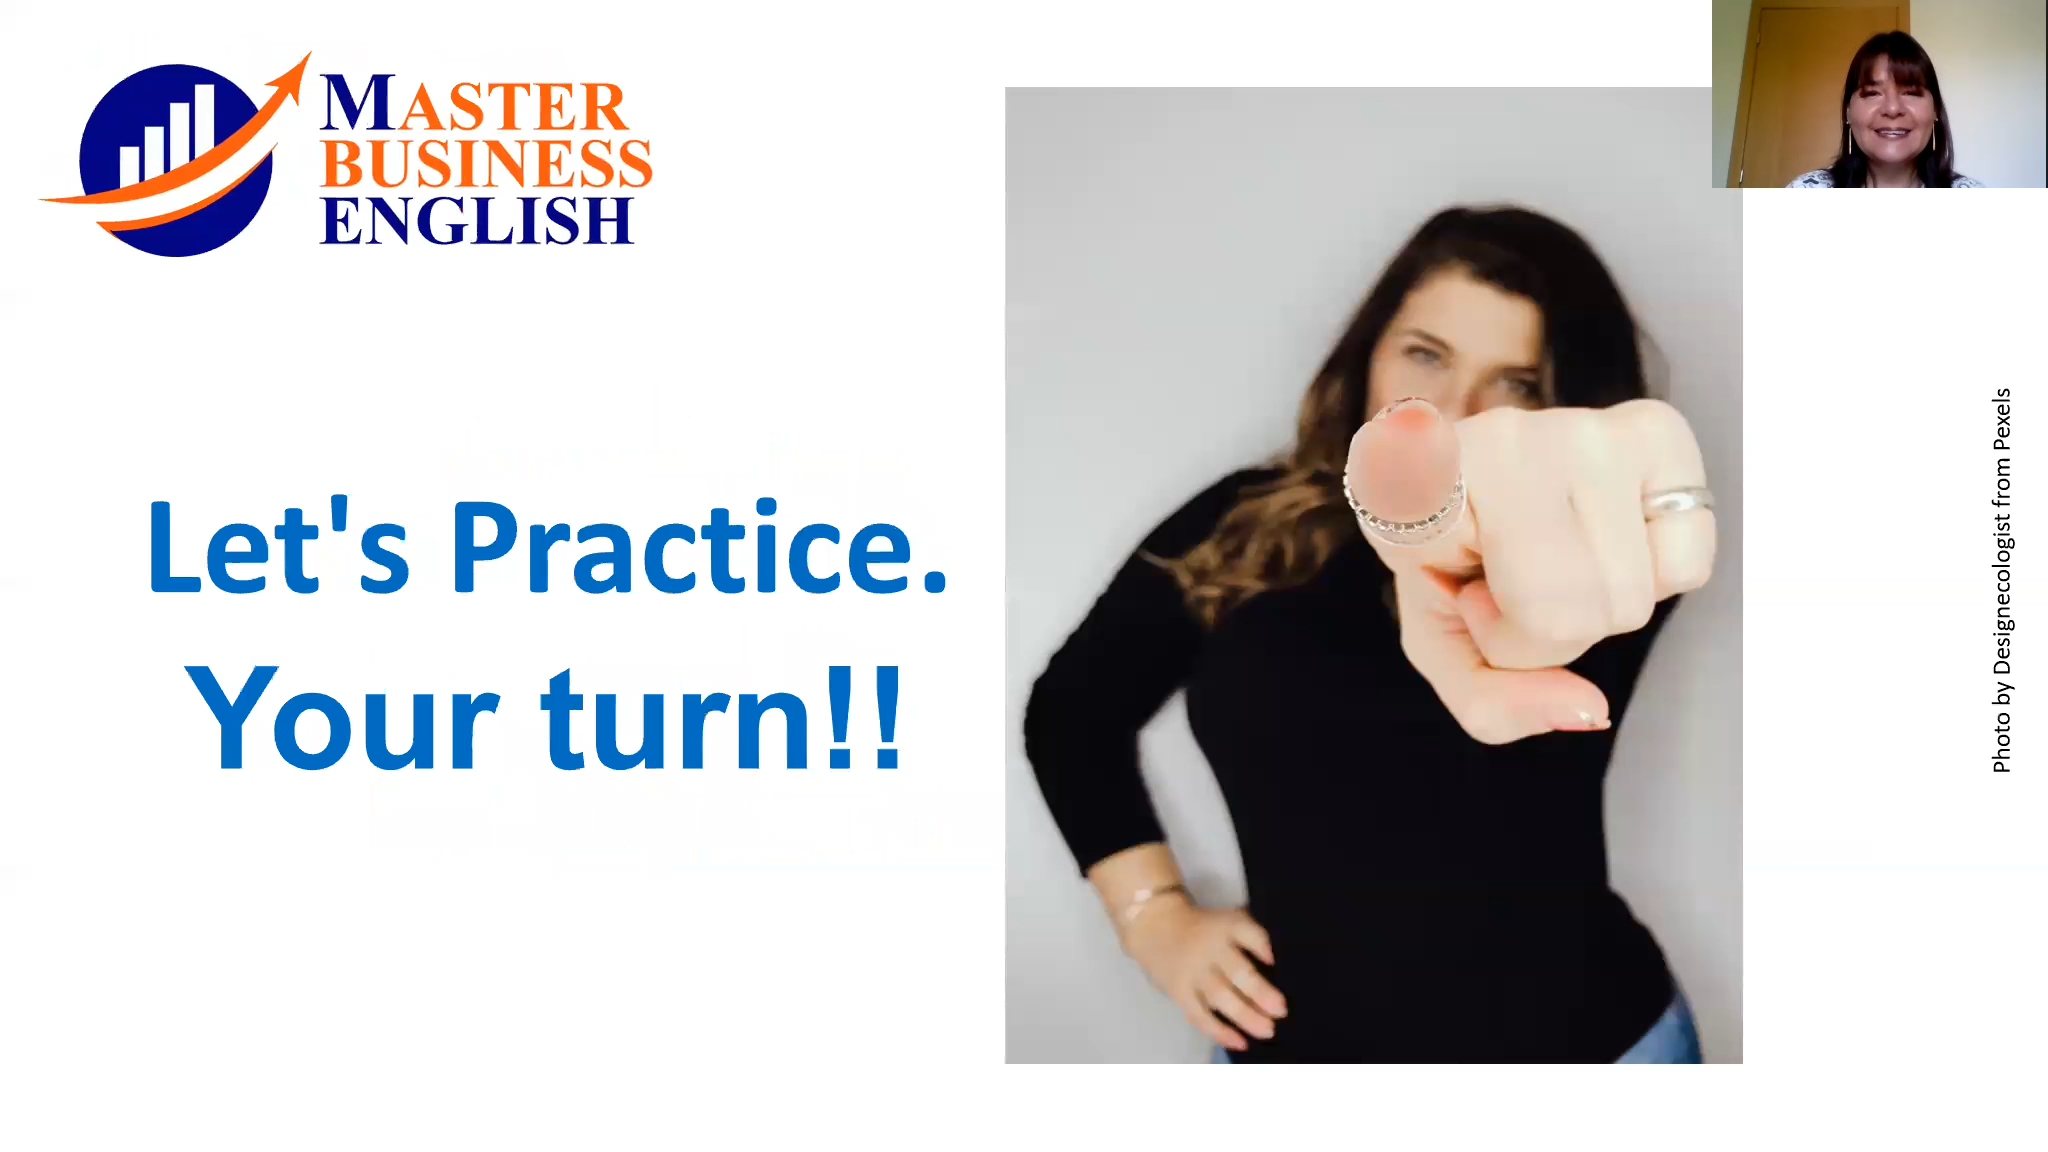 MASTER
BUSINESS
ENGLISH
Let's Practice.
Your turn!!
Photo by Designecologist from Pexels